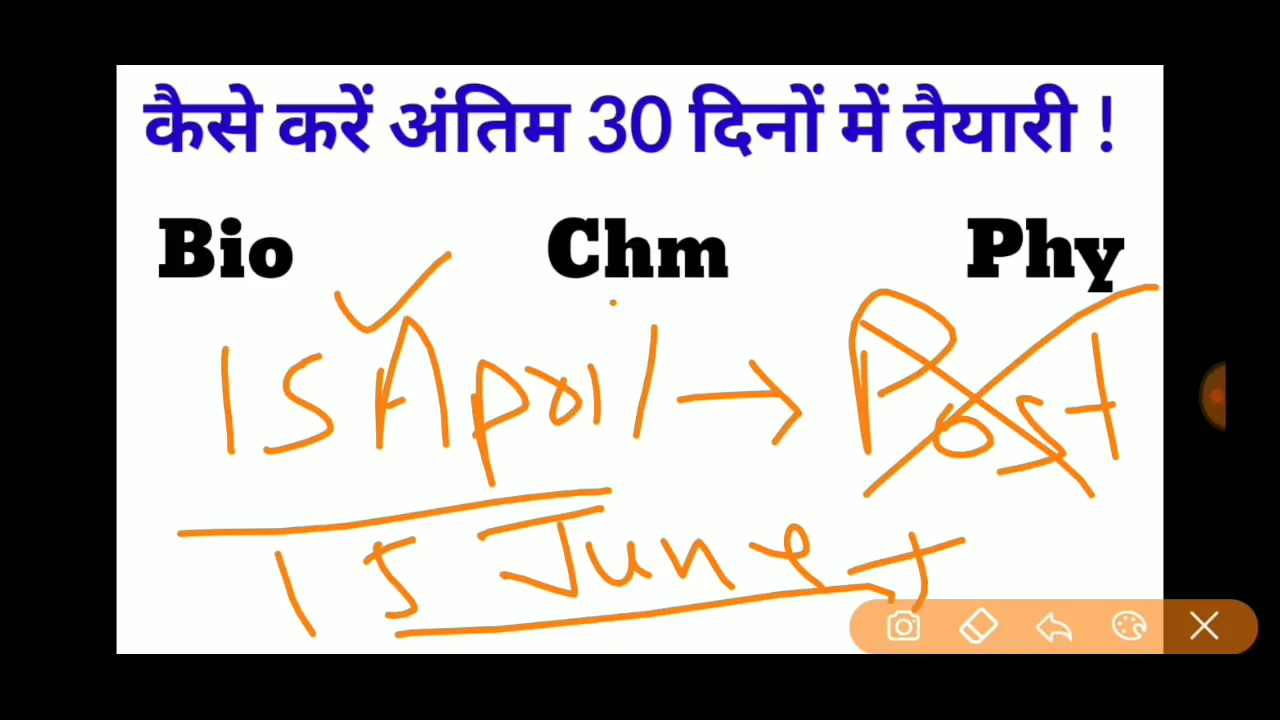 कैसे करें अंतिम 30 दिनों में तैयारी !
Bio Chm Phy
15 April → Post
15 June +